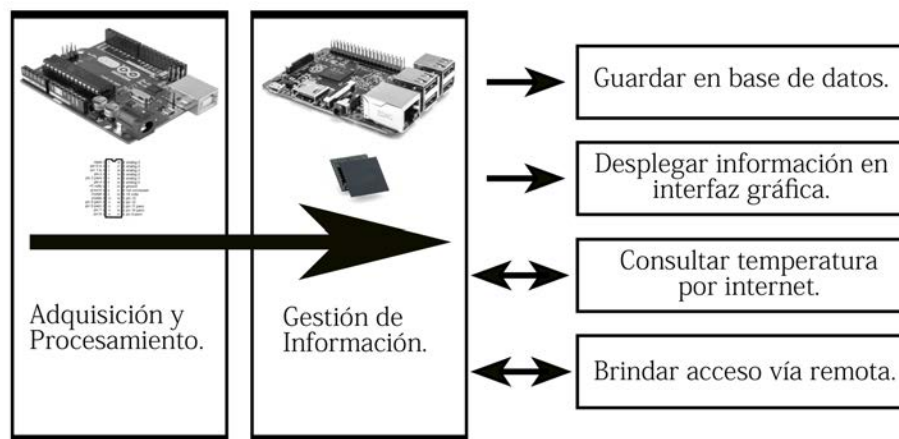 Adquisición y
Procesamiento.
Gestión de
Información.
Guardar en base de datos.
Desplegar información en
interfaz gráfica.
Consultar temperatura
por internet.
Brindar acceso vía remota.